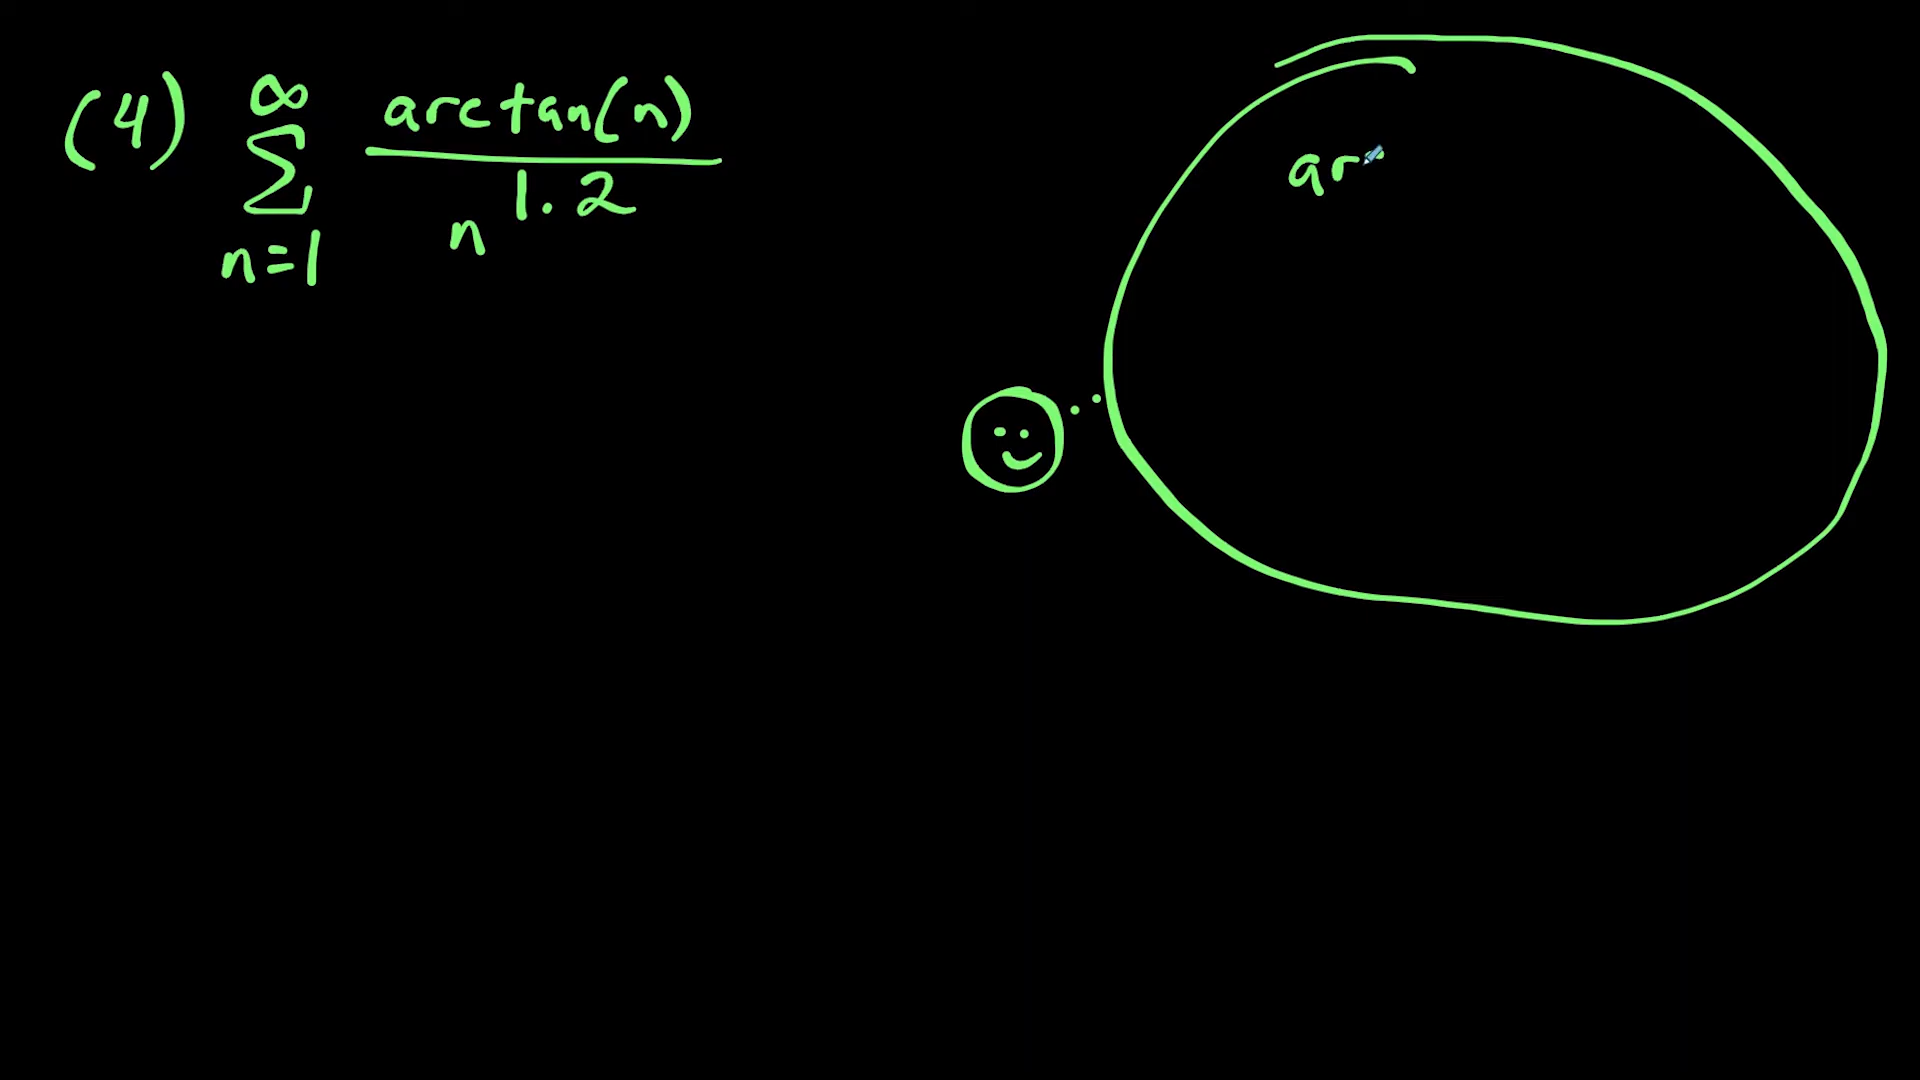 (4) ∞
∑
n=1
arctan(n)
n^1.2
ar